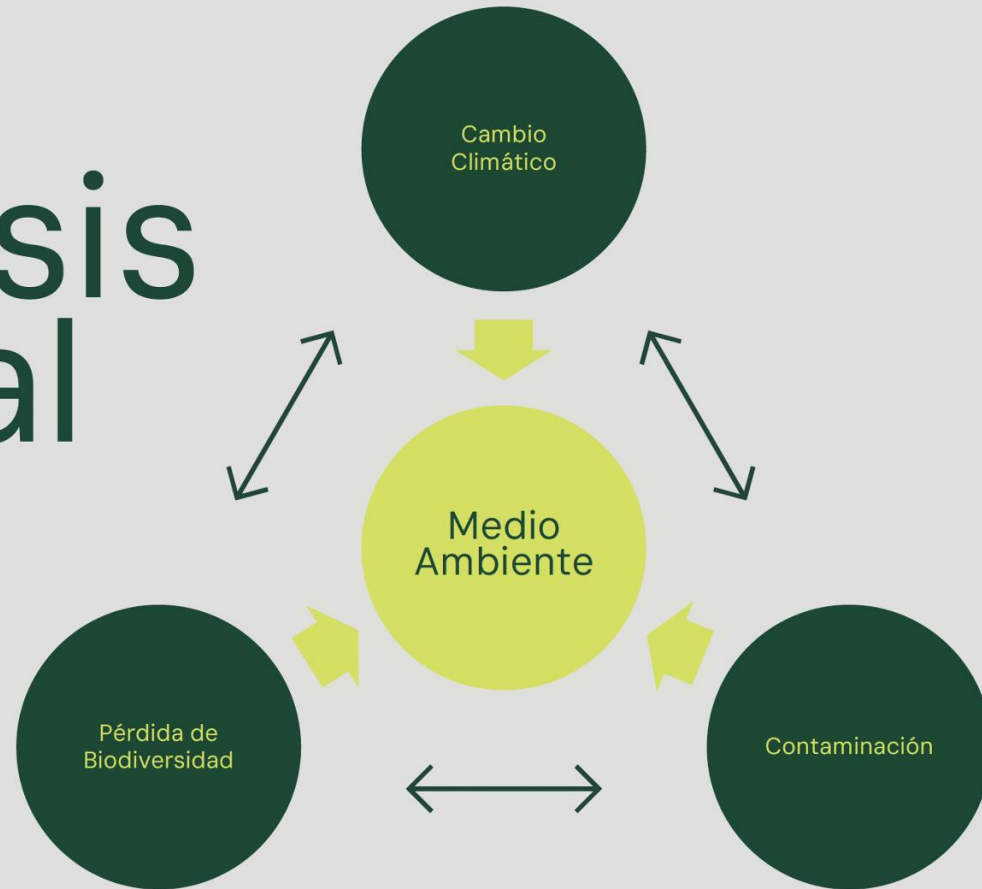 sis
al
Cambio
Climático
Medio
Ambiente
Pérdida de
Biodiversidad
Contaminación